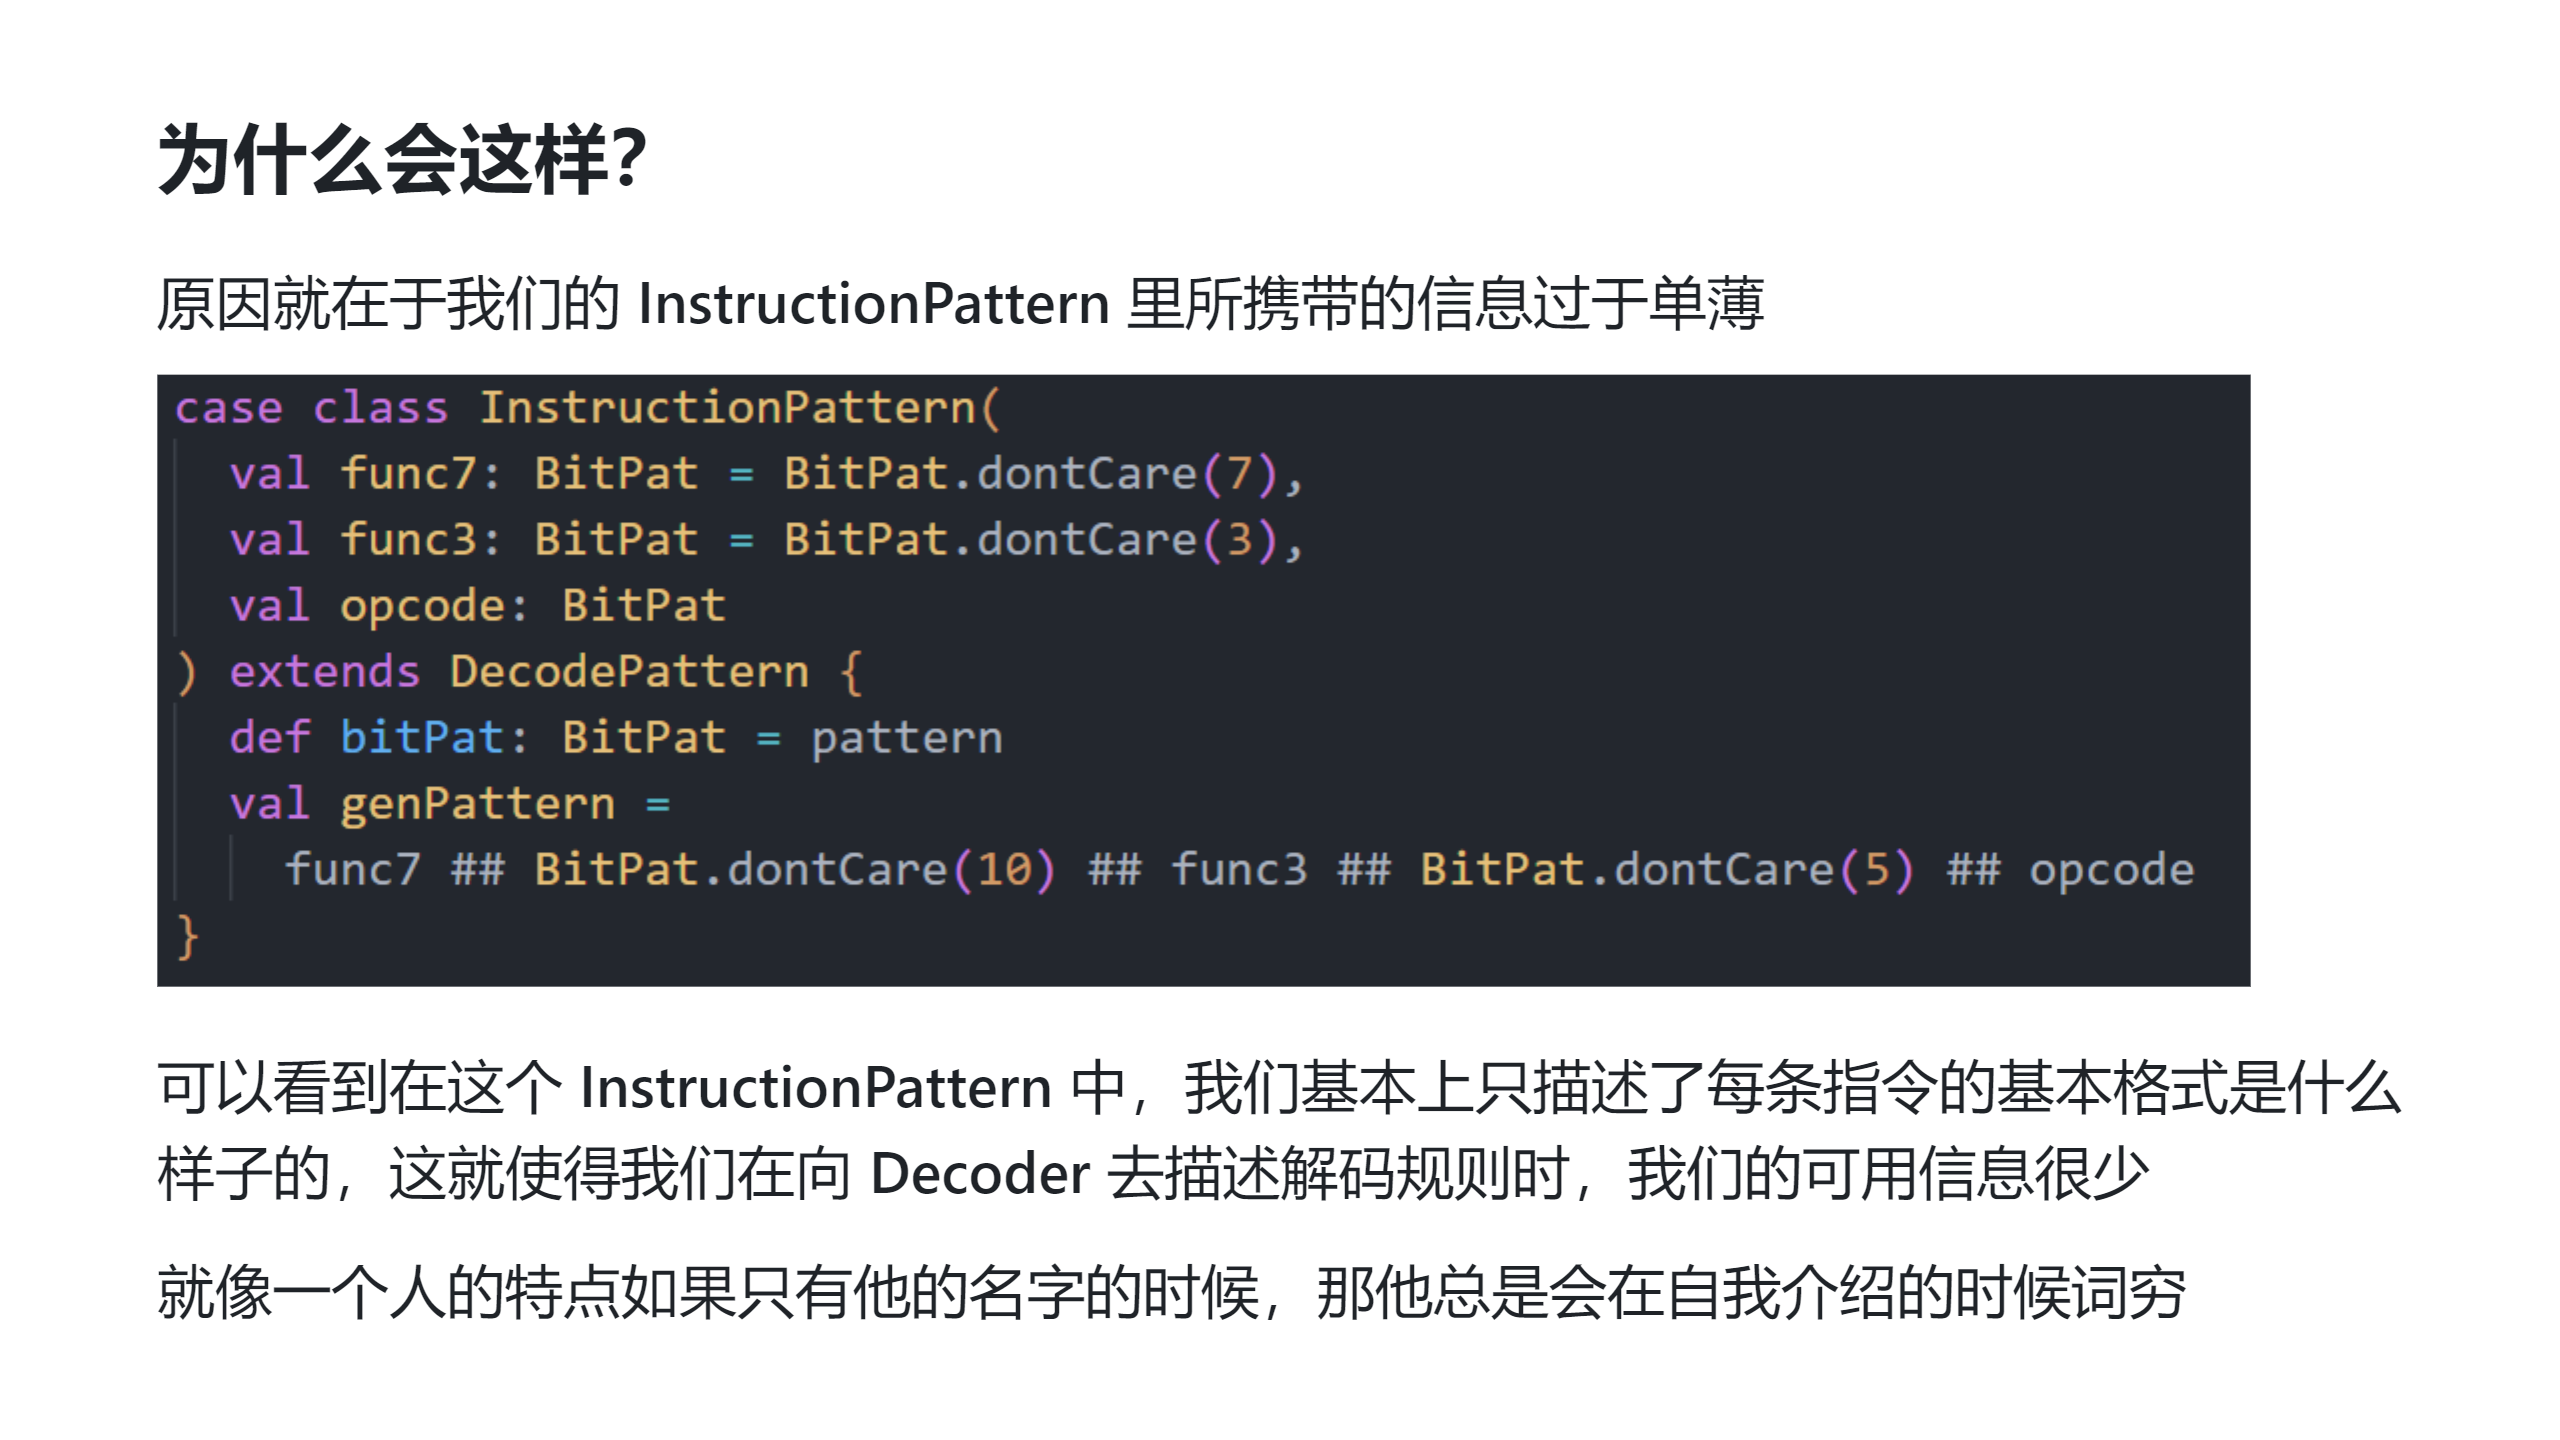 为什么会这样？
原因就在于我们的 InstructionPattern 里所携带的信息过于单薄
case class InstructionPattern(
  val func7: BitPat = BitPat.dontCare(7),
  val func3: BitPat = BitPat.dontCare(3),
  val opcode: BitPat
) extends DecodePattern {
  def bitPat: BitPat = pattern
  val genPattern =
    func7 ## BitPat.dontCare(10) ## func3 ## BitPat.dontCare(5) ## opcode
}
可以看到在这个 InstructionPattern 中，我们基本上只描述了每条指令的基本格式是什么
样子的，这就使得我们在向 Decoder 去描述解码规则时，我们的可用信息很少
就像一个人的特点如果只有他的名字的时候，那他总是会在自我介绍的时候词穷